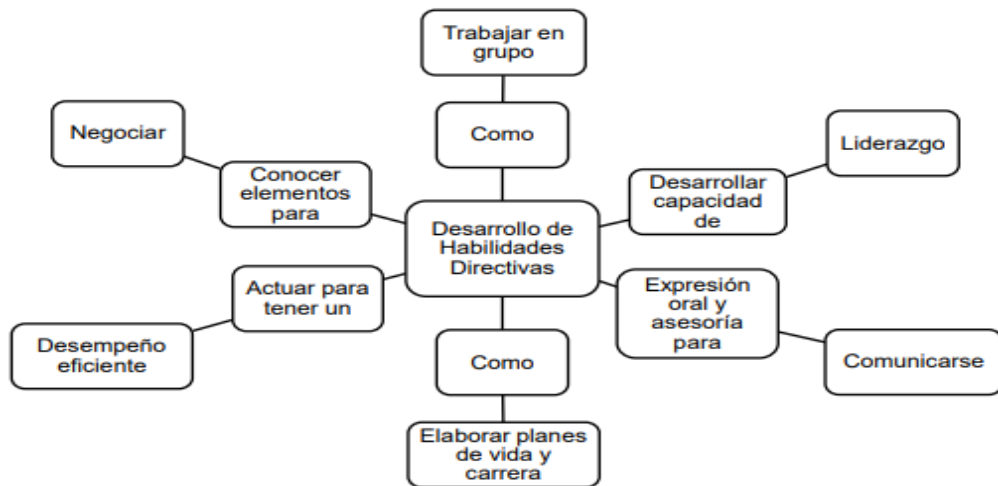 Trabajar en
grupo
Como
Negociar
Liderazgo
Conocer
elementos
para
Desarrollar
capacidad
de
Desarrollo de
Habilidades
Directivas
Actuar para
tener un
Expresión
oral y
asesoría
para
Desempeño
eficiente
Como
Comunicarse
Elaborar planes
de vida y
carrera